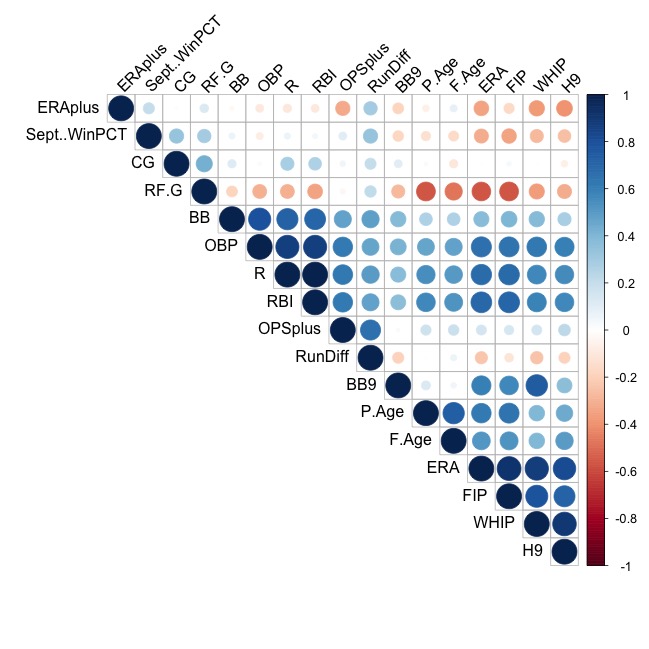 ERAplus
Sept..WinPCT
CG
RF.G
BB
OBP
R
RBI
OPSplus
RunDiff
BB9
P.Age
F.Age
ERA
FIP
WHIP
H9
ERAplus
Sept..WinPCT
CG
RF.G
BB
OBP
R
RBI
OPSplus
RunDiff
BB9
P.Age
F.Age
ERA
FIP
WHIP
H9
1
0.8
0.6
0.4
0.2
0
-0.2
-0.4
-0.6
-0.8
-1